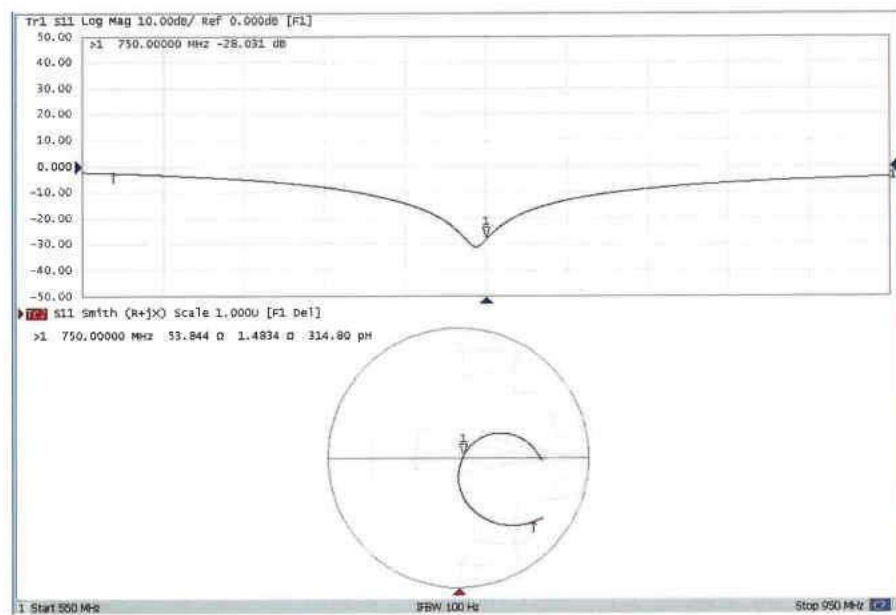 Tr1 S11 Log Mag 10.00dB/ Ref 0.000dB [F1]
>1 750.00000 MHz -28.031 dB
50.00
40.00
30.00
20.00
10.00
0.000
-10.00
-20.00
-30.00
-40.00
-50.00
1
S11 Smith (R+jX) Scale 1.000U [F1 Del]
>1 750.00000 MHz 53.844 Ω 1.4834 Ω 314.80 pH
1
1 Start 550 MHz IFBW 100 Hz Stop 950 MHz